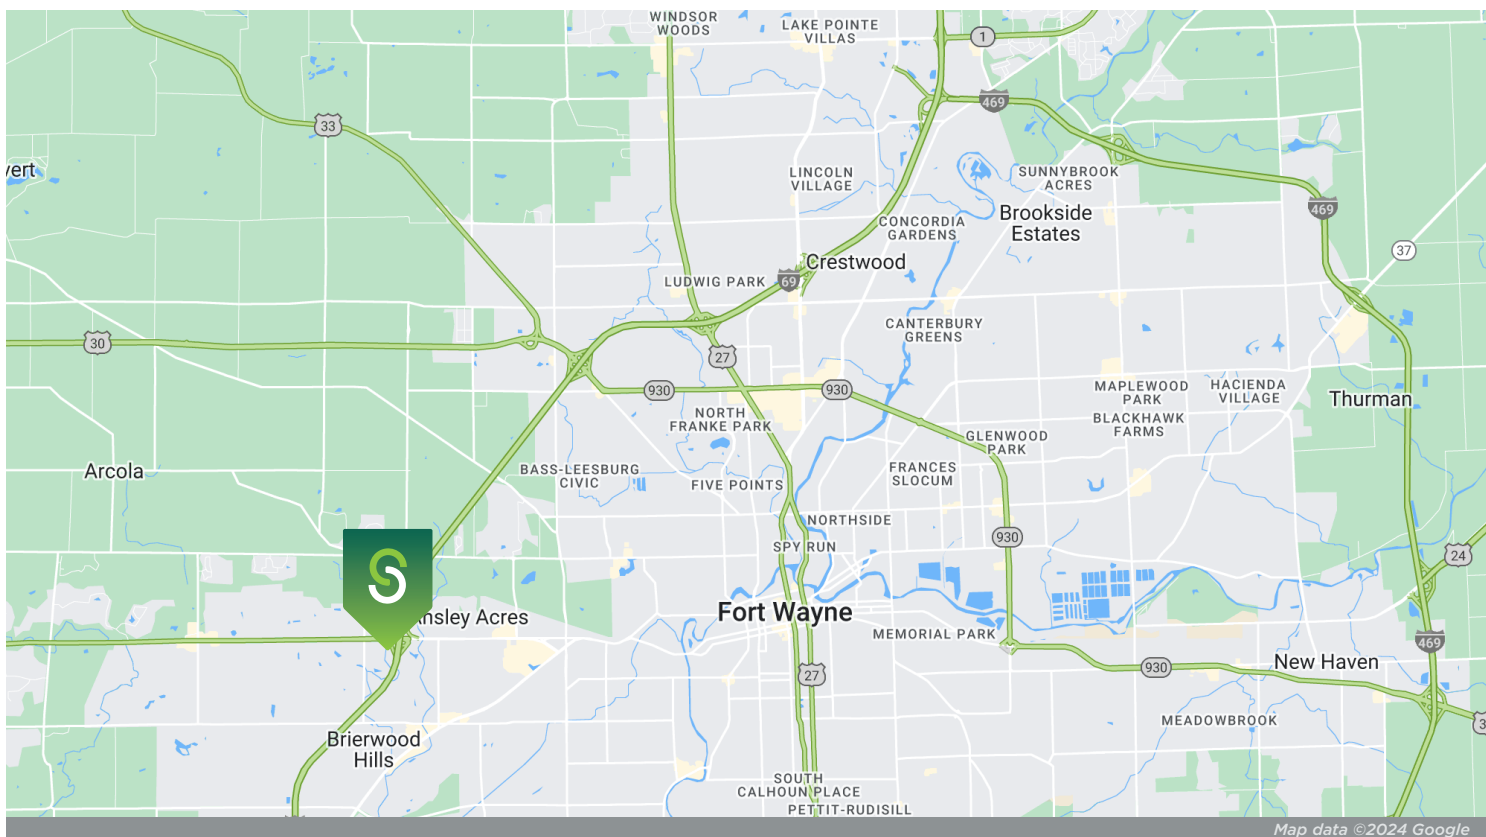 WINDSOR
WOODS
LAKE POINTE
VILLAS
1
469
33
LINCOLN
VILLAGE
SUNNYBROOK
ACRES
vert
469
Brookside
Estates
CONCORDIA
GARDENS
37
Crestwood
LUDWIG PARK
69
CANTERBURY
GREENS
30
27
930
930
MAPLEWOOD
PARK
HACIENDA
VILLAGE
Thurman
NORTH
FRANKE PARK
BLACKHAWK
FARMS
GLENWOOD
PARK
Arcola
BASS-LEESBURG
CIVIC
FRANCES
SLOCUM
FIVE POINTS
NORTHSIDE
930
SPY RUN
24
Fort Wayne
nsley Acres
MEMORIAL PARK
469
New Haven
930
27
MEADOWBROOK
3
Brierwood
Hills
SOUTH
CALHOUN PLACE
PETTIT-RUDISILL
Map data ©2024 Google